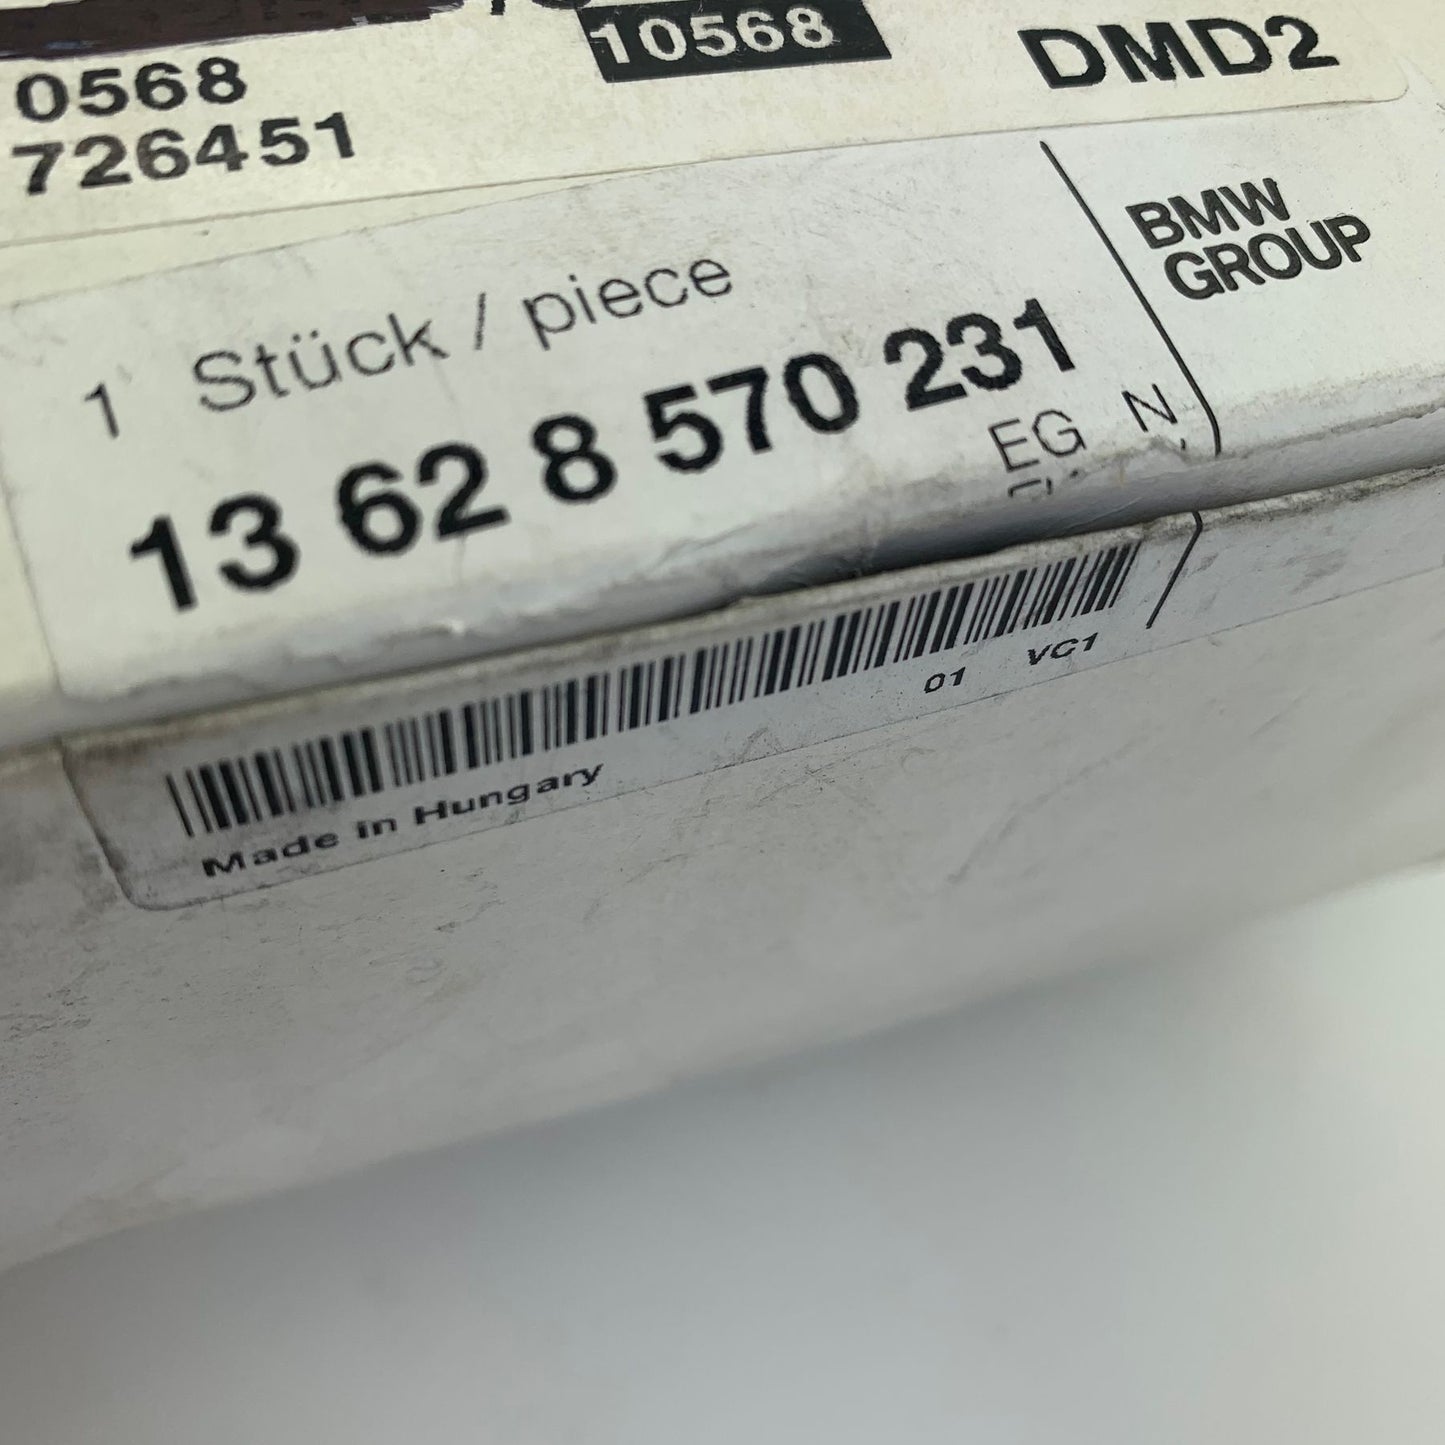 10568
DMD2
0568
726451
BMW
GROUP
1 Stück / piece
13 62 8 570 231
EG N
01 VC1
Made in Hungary